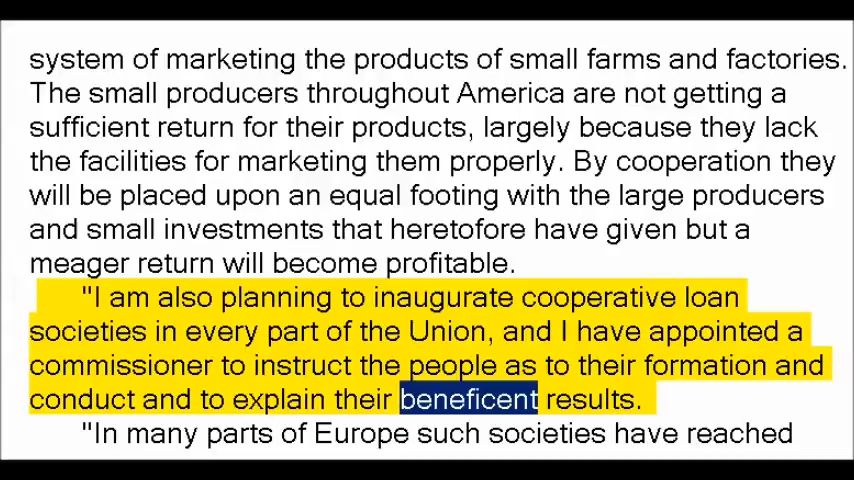 system of marketing the products of small farms and factories.
The small producers throughout America are not getting a
sufficient return for their products, largely because they lack
the facilities for marketing them properly. By cooperation they
will be placed upon an equal footing with the large producers
and small investments that heretofore have given but a
meager return will become profitable.
"I am also planning to inaugurate cooperative loan
societies in every part of the Union, and I have appointed a
commissioner to instruct the people as to their formation and
conduct and to explain their beneficent results.
"In many parts of Europe such societies have reached